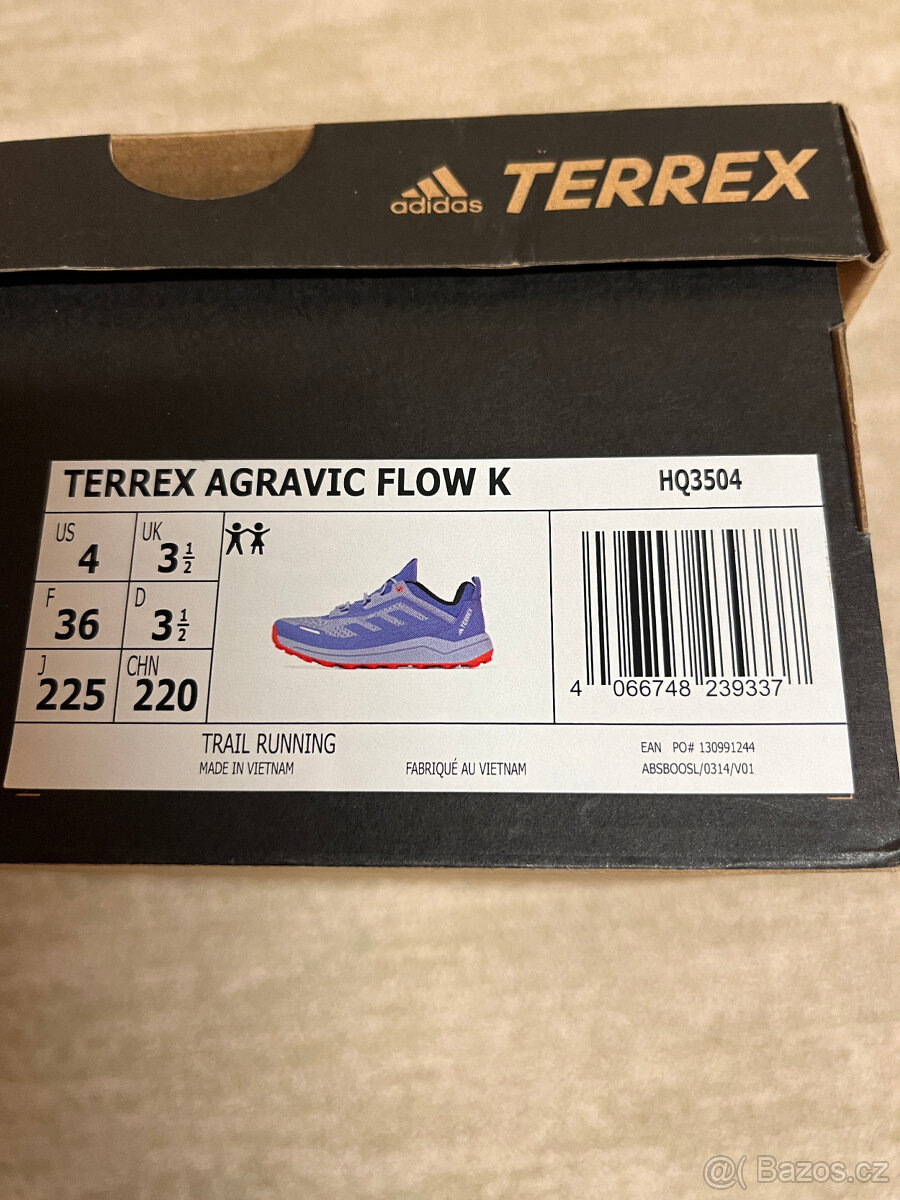 adidas TERREX
TERREX AGRAVIC FLOW K HQ3504
US 4 UK 3 1/2
F 36 D 3 1/2
J 225 CHN 220
4 066748 239337
TRAIL RUNNING
MADE IN VIETNAM FABRIQUÉ AU VIETNAM
EAN PO# 130991244
ABSBOOSL/0314/V01
@( Bazos.cz